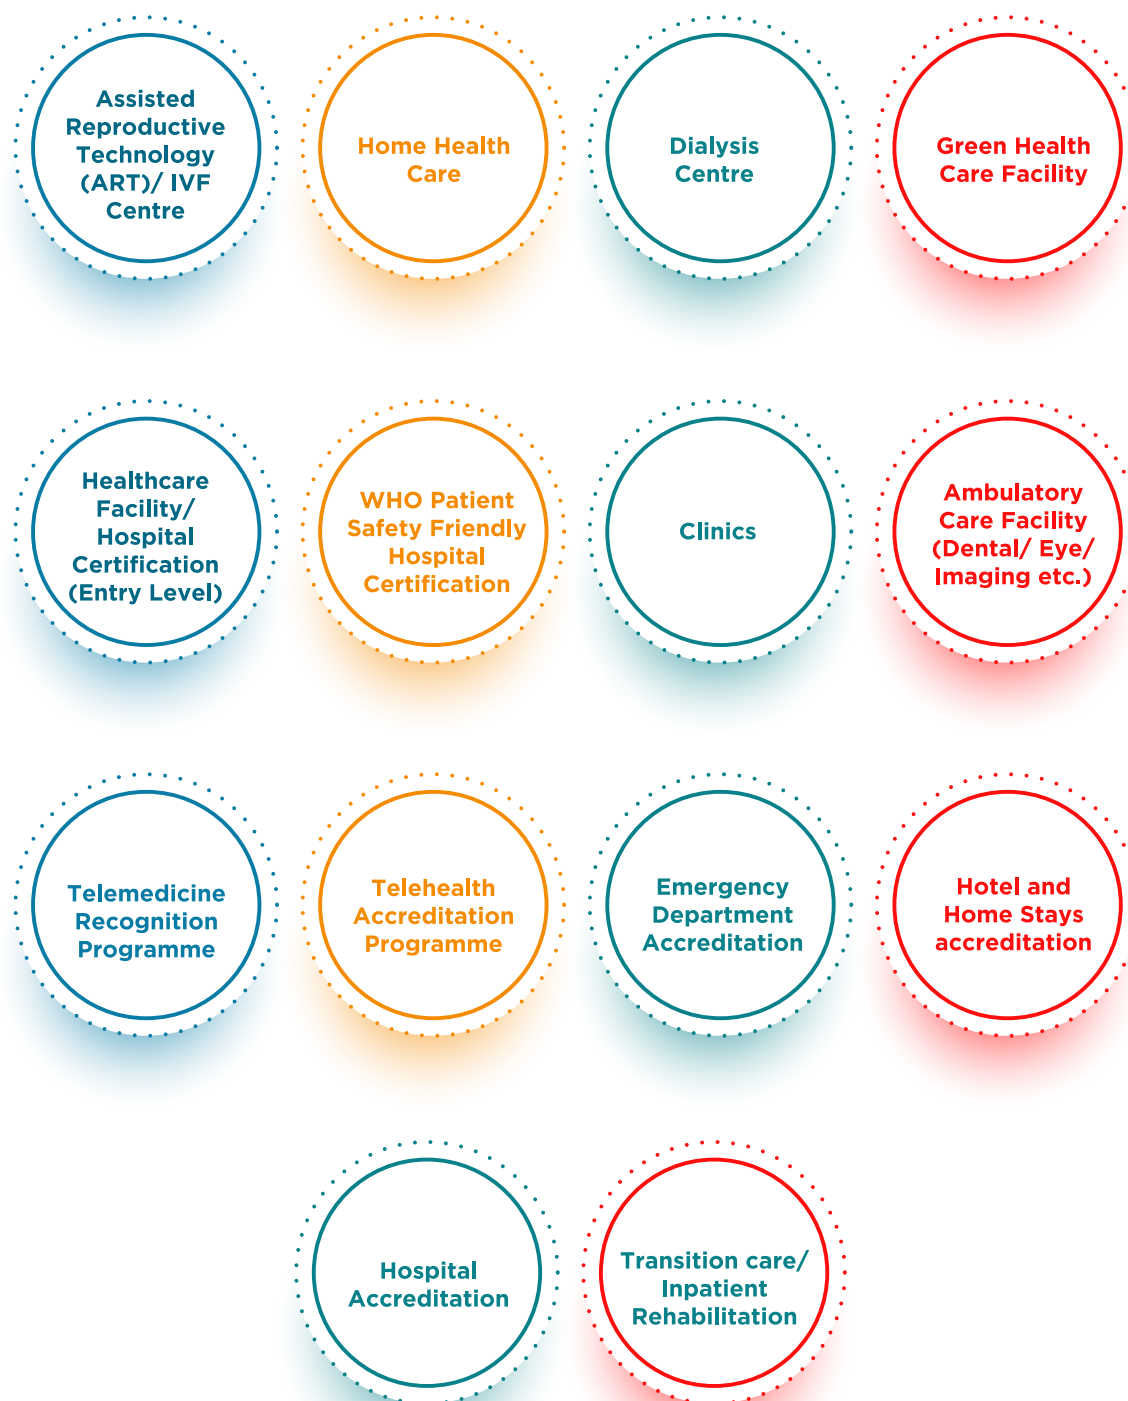 Assisted
Reproductive
Technology
(ART)/ IVF
Centre
Home Health
Care
Dialysis
Centre
Green Health
Care Facility
Healthcare
Facility/
Hospital
Certification
(Entry Level)
WHO Patient
Safety Friendly
Hospital
Certification
Clinics
Ambulatory
Care Facility
(Dental/ Eye/
Imaging etc.)
Telemedicine
Recognition
Programme
Telehealth
Accreditation
Programme
Emergency
Department
Accreditation
Hotel and
Home Stays
accreditation
Hospital
Accreditation
Transition care/
Inpatient
Rehabilitation